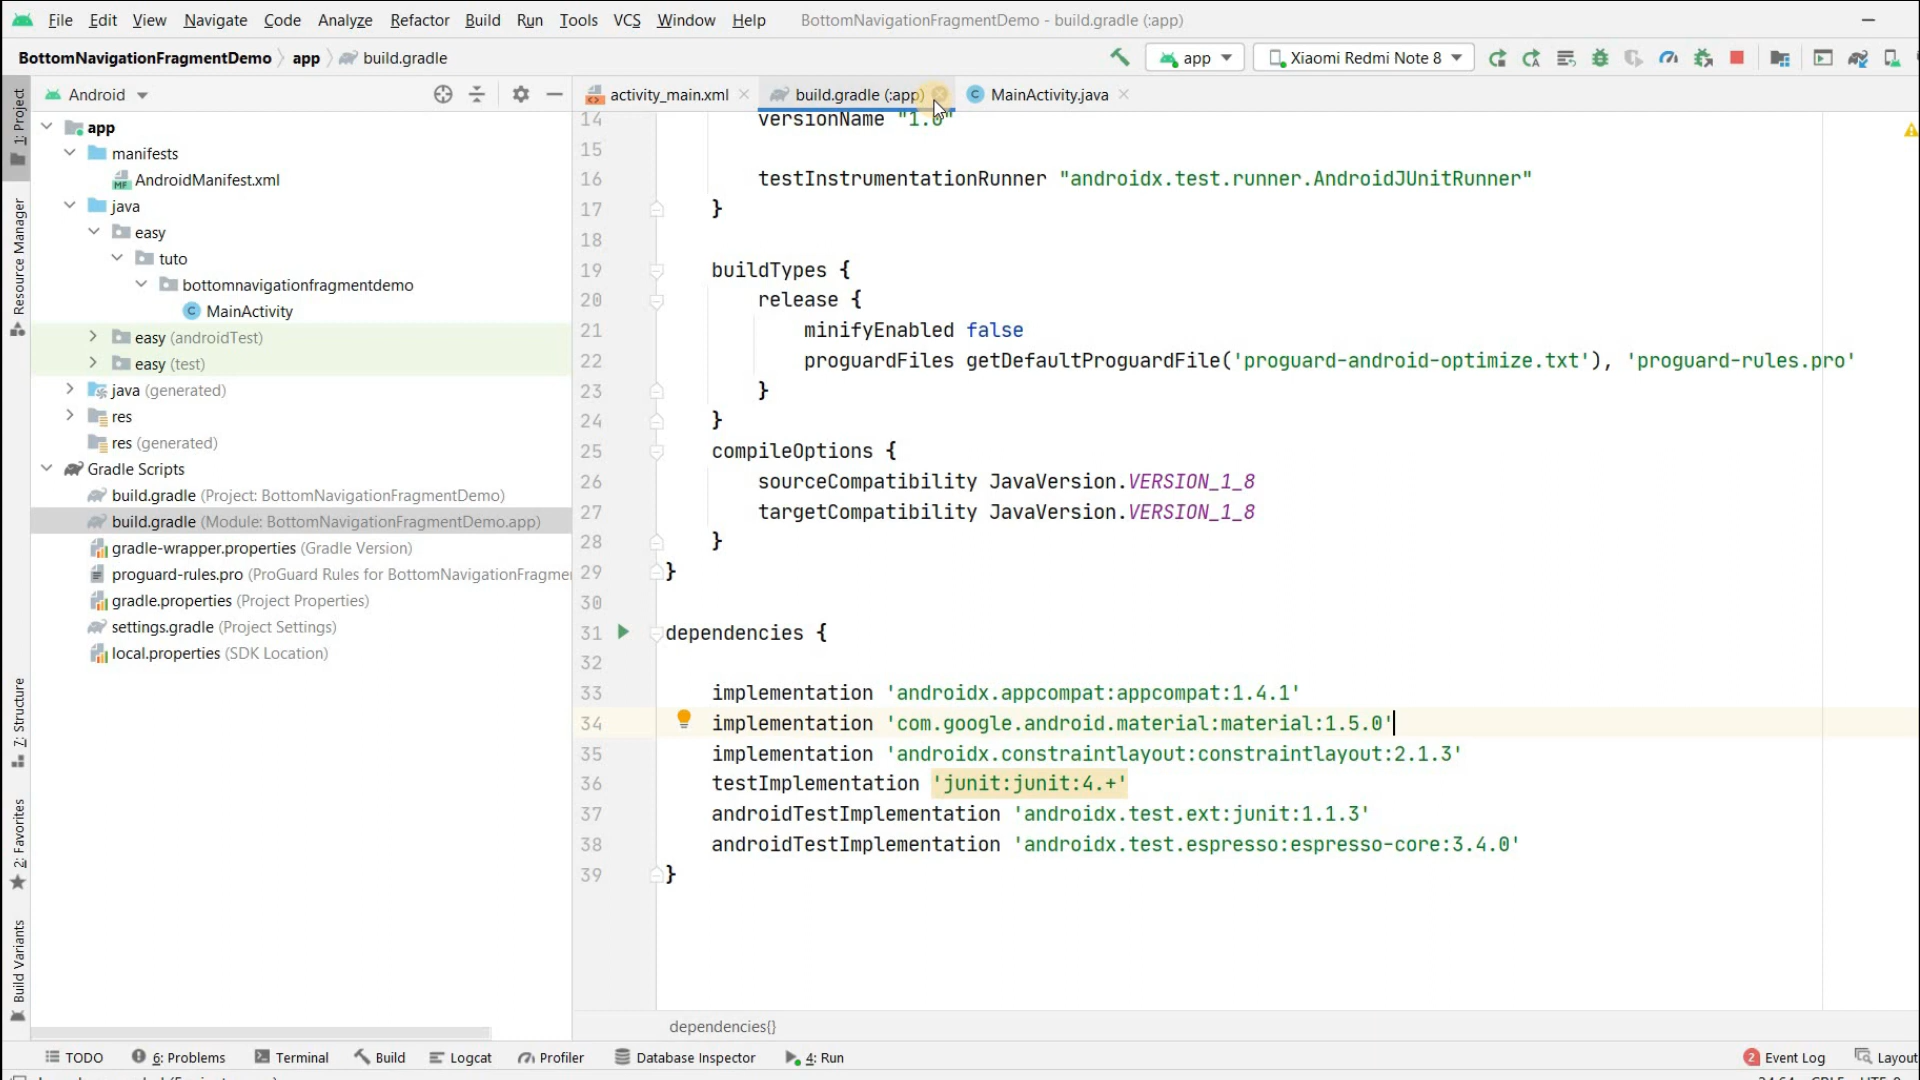 File Edit View Navigate Code Analyze Refactor Build Run Tools VCS Window Help BottomNavigationFragmentDemo - build.gradle (:app)
BottomNavigationFragmentDemo app build.gradle app Xiaomi Redmi Note 8
Android activity_main.xml build.gradle (:app) MainActivity.java
1: Project
Resource Manager
7: Structure
2: Favorites
Build Variants
app
manifests
AndroidManifest.xml
java
easy
tuto
bottomnavigationfragmentdemo
MainActivity
easy (androidTest)
easy (test)
java (generated)
res
res (generated)
Gradle Scripts
build.gradle (Project: BottomNavigationFragmentDemo)
build.gradle (Module: BottomNavigationFragmentDemo.app)
gradle-wrapper.properties (Gradle Version)
proguard-rules.pro (ProGuard Rules for BottomNavigationFragme
gradle.properties (Project Properties)
settings.gradle (Project Settings)
local.properties (SDK Location)
14 versionName "1.0"
15
16 testInstrumentationRunner "androidx.test.runner.AndroidJUnitRunner"
17 }
18
19 buildTypes {
20 release {
21 minifyEnabled false
22 proguardFiles getDefaultProguardFile('proguard-android-optimize.txt'), 'proguard-rules.pro'
23 }
24 }
25 compileOptions {
26 sourceCompatibility JavaVersion.VERSION_1_8
27 targetCompatibility JavaVersion.VERSION_1_8
28 }
29 }
30
31 dependencies {
32
33 implementation 'androidx.appcompat:appcompat:1.4.1'
34 implementation 'com.google.android.material:material:1.5.0'
35 implementation 'androidx.constraintlayout:constraintlayout:2.1.3'
36 testImplementation 'junit:junit:4.+'
37 androidTestImplementation 'androidx.test.ext:junit:1.1.3'
38 androidTestImplementation 'androidx.test.espresso:espresso-core:3.4.0'
39 }
dependencies{}
TODO 6: Problems Terminal Build Logcat Profiler Database Inspector 4: Run 2 Event Log Layout